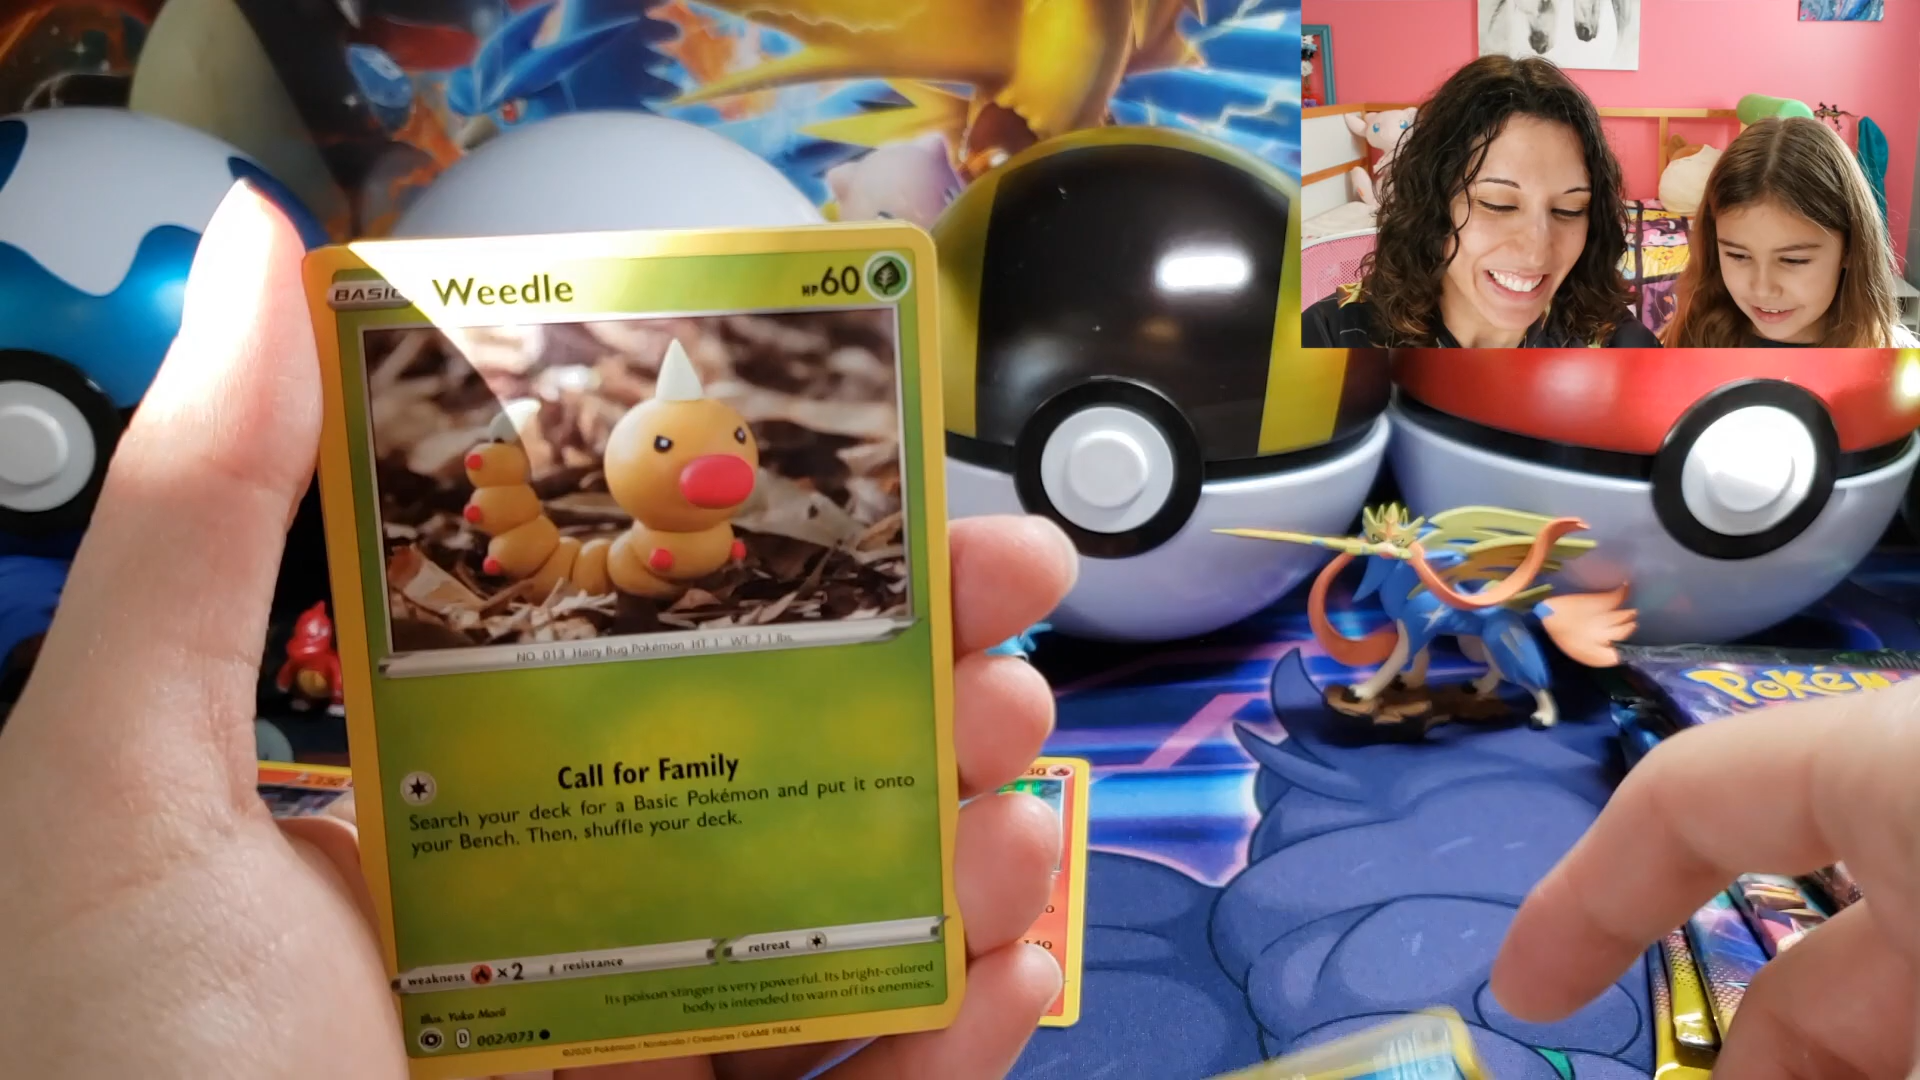 BASIC Weedle HP 60
NO. 013 Hairy Bug Pokémon HT. 1' WT. 7.1 lbs.
Call for Family
Search your deck for a Basic Pokémon and put it onto
your Bench. Then, shuffle your deck.
weakness ×2 resistance retreat
Its poison stinger is very powerful. Its bright-colored
body is intended to warn off its enemies.
Illus. Yuka Morii
D 002/073
©2020 Pokémon / Nintendo / Creatures / GAME FREAK
Pokém